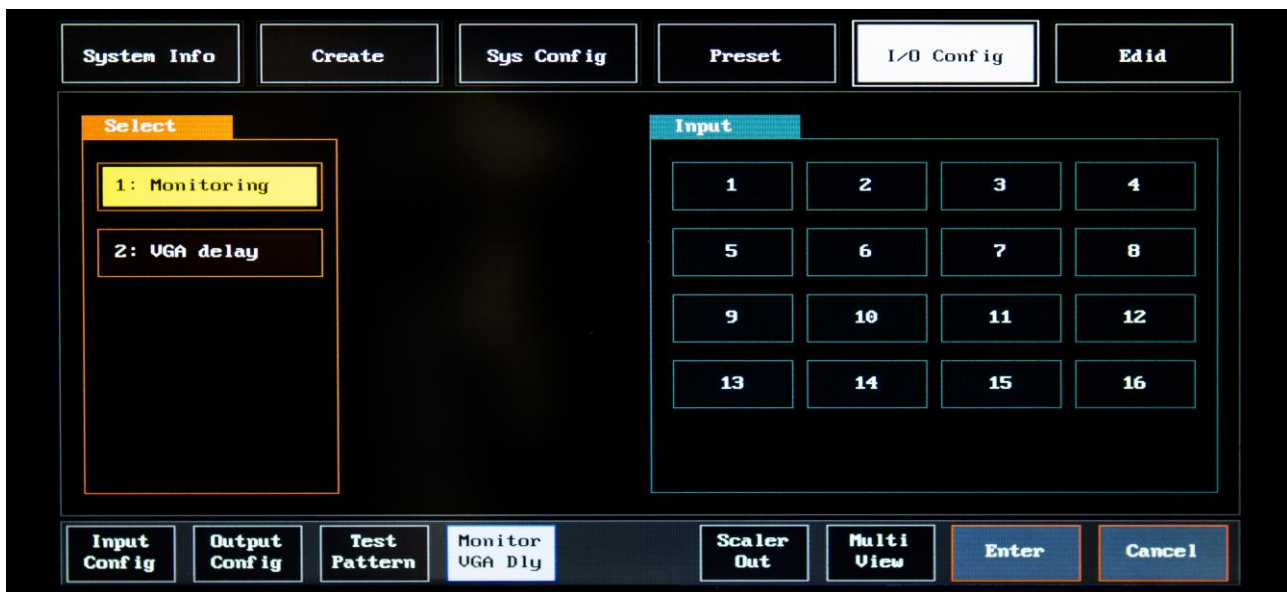 System Info
Create
Sys Config
Preset
I/O Config
Edid
Select
1: Monitoring
2: VGA delay
Input
1 2 3 4
5 6 7 8
9 10 11 12
13 14 15 16
Input
Config
Output
Config
Test
Pattern
Monitor
VGA Dly
Scaler
Out
Multi
View
Enter
Cancel